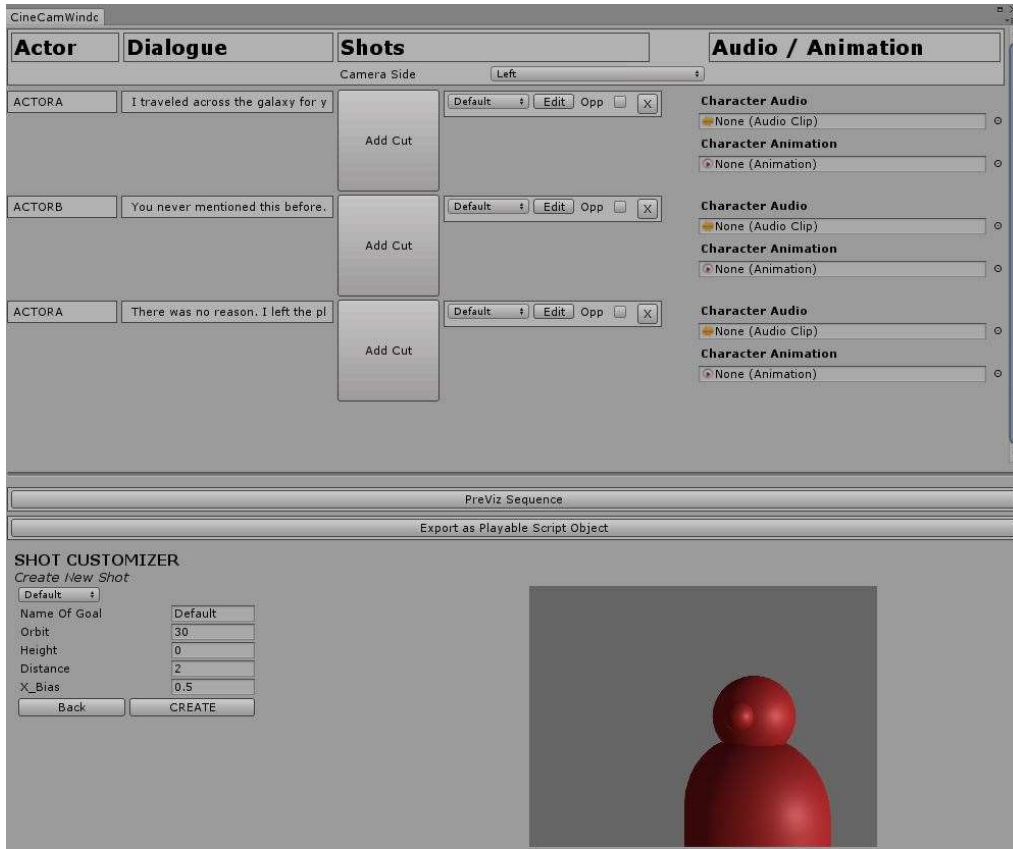 CineCamWindc
Actor Dialogue Shots Audio / Animation
Camera Side Left
ACTORA I traveled across the galaxy for y Add Cut Default Edit Opp X
Character Audio
None (Audio Clip)
Character Animation
None (Animation)
ACTORB You never mentioned this before. Add Cut Default Edit Opp X
Character Audio
None (Audio Clip)
Character Animation
None (Animation)
ACTORA There was no reason. I left the pl Add Cut Default Edit Opp X
Character Audio
None (Audio Clip)
Character Animation
None (Animation)
PreViz Sequence
Export as Playable Script Object
SHOT CUSTOMIZER
Create New Shot
Default
Name Of Goal Default
Orbit 30
Height 0
Distance 2
X_Bias 0.5
Back CREATE